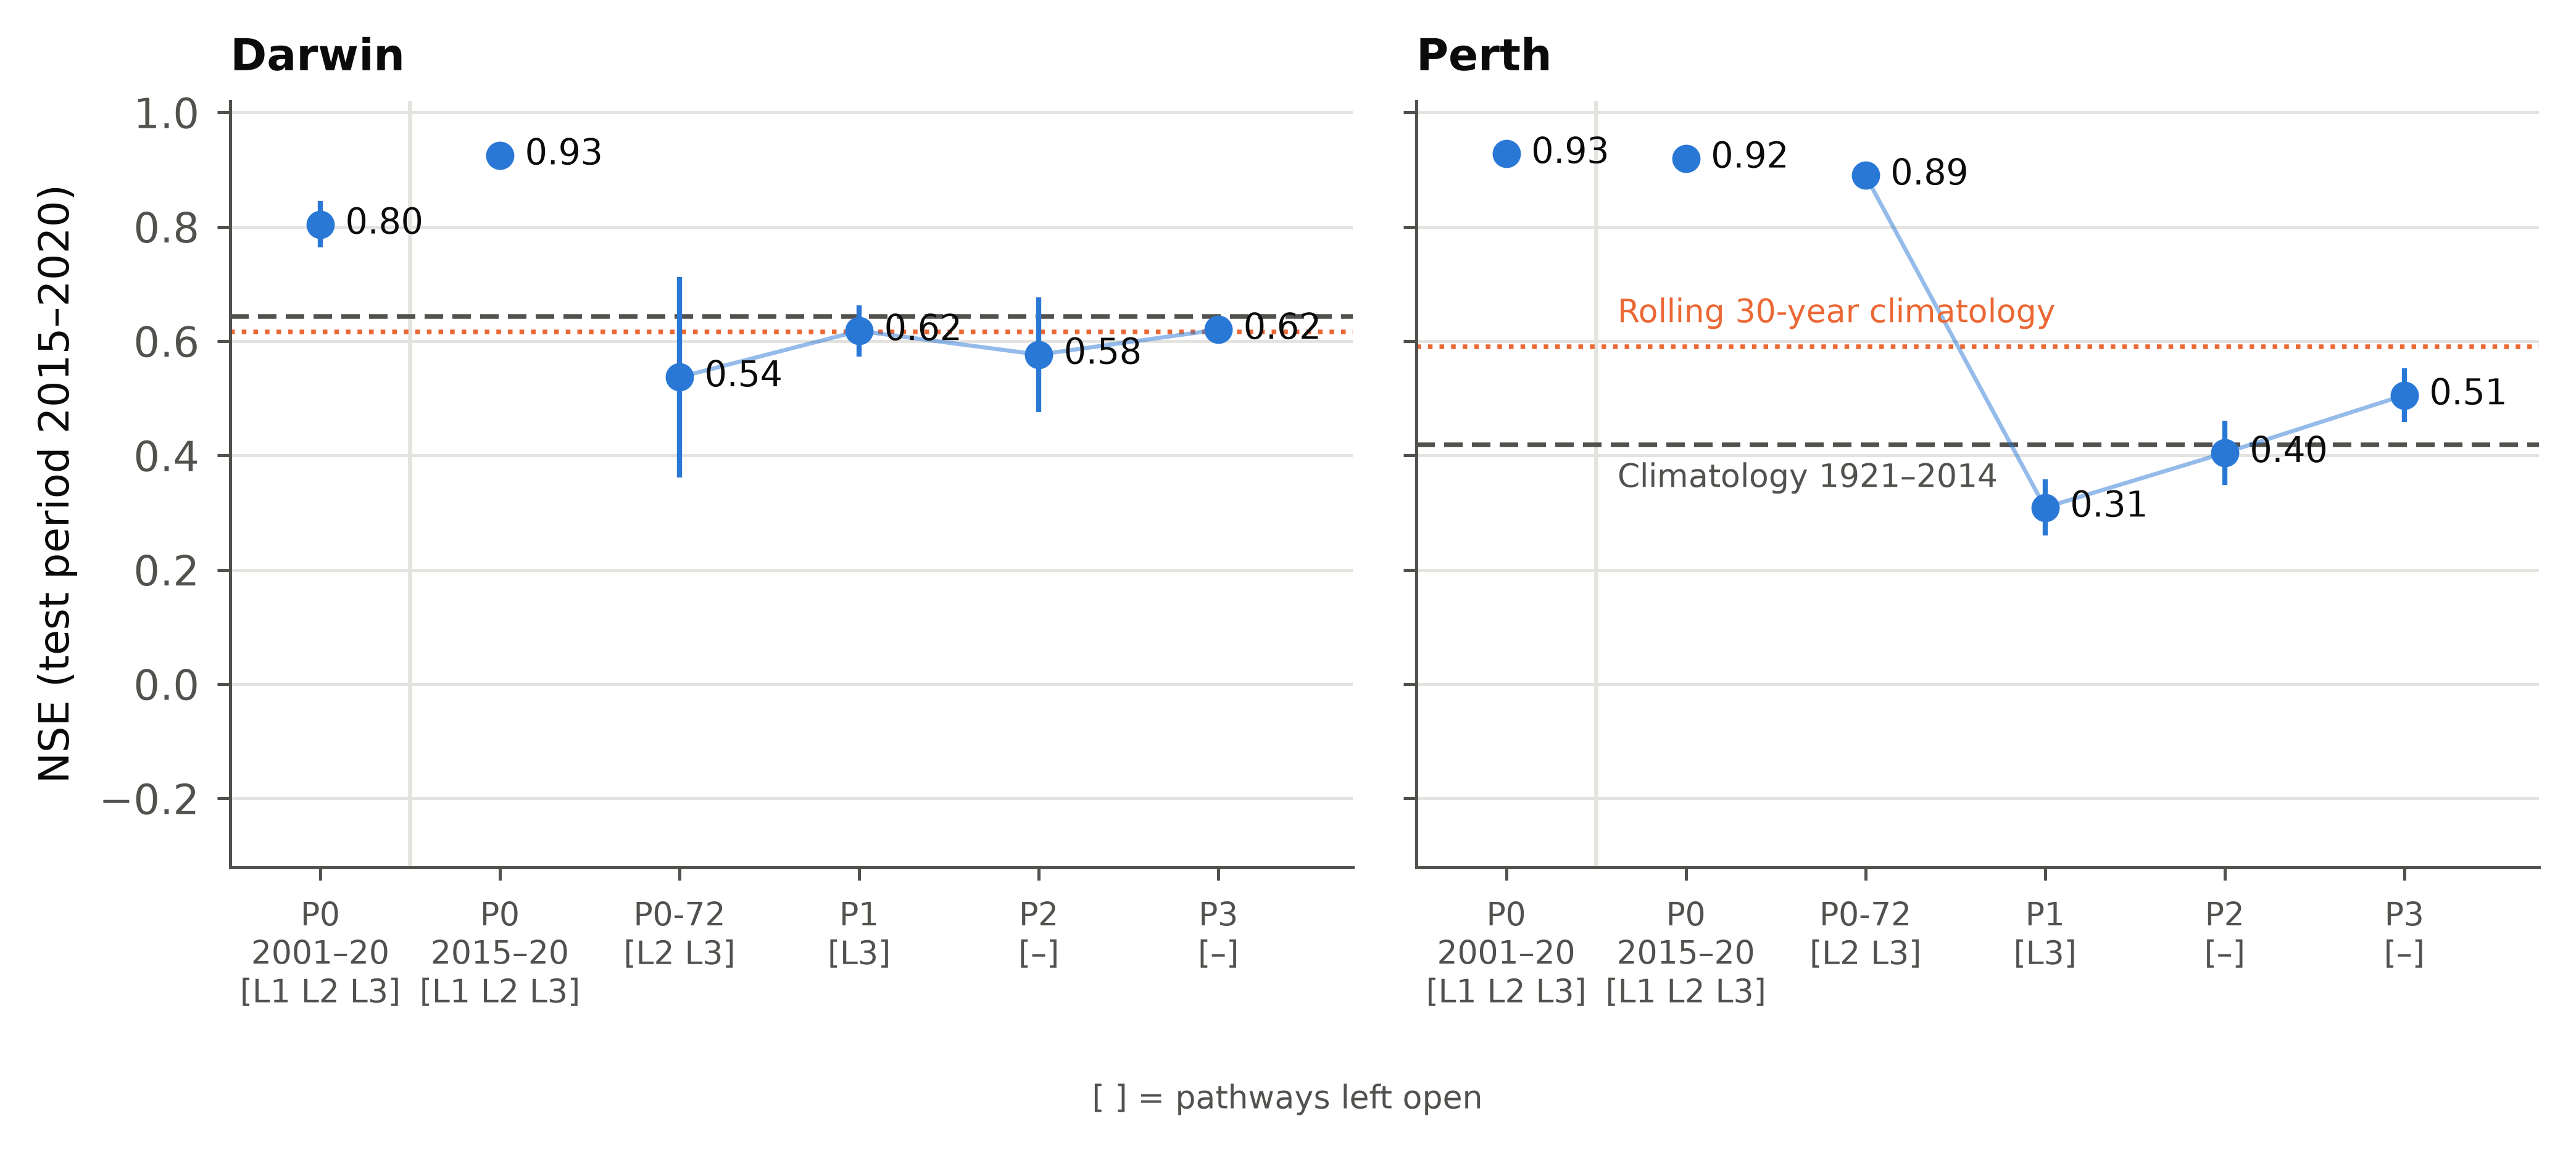 Darwin
Perth
NSE (test period 2015–2020)
1.0
0.8
0.6
0.4
0.2
0.0
−0.2
0.80
0.93
0.54
0.62
0.58
0.62
0.93
0.92
0.89
0.31
0.40
0.51
Rolling 30-year climatology
Climatology 1921–2014
P0
2001–20
[L1 L2 L3]
P0
2015–20
[L1 L2 L3]
P0-72
[L2 L3]
P1
[L3]
P2
[–]
P3
[–]
P0
2001–20
[L1 L2 L3]
P0
2015–20
[L1 L2 L3]
P0-72
[L2 L3]
P1
[L3]
P2
[–]
P3
[–]
[ ] = pathways left open